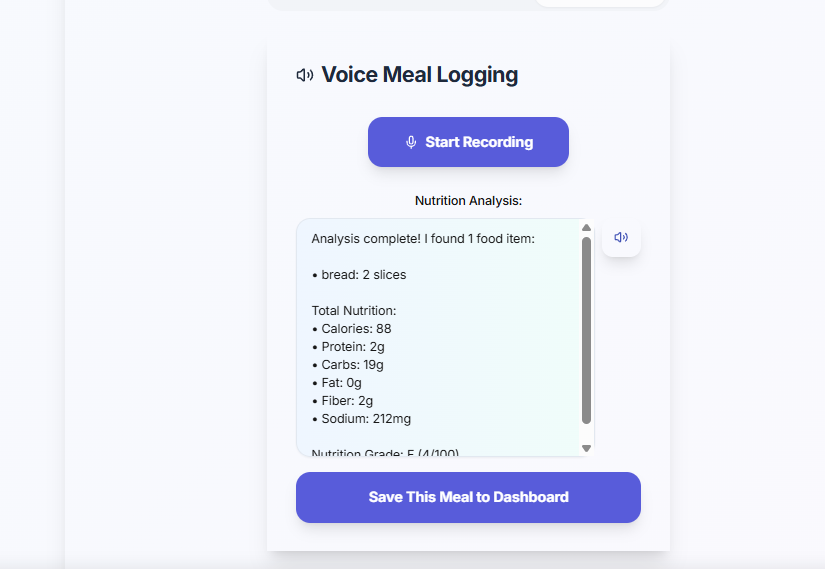 Voice Meal Logging
Start Recording
Nutrition Analysis:
Analysis complete! I found 1 food item:
• bread: 2 slices
Total Nutrition:
• Calories: 88
• Protein: 2g
• Carbs: 19g
• Fat: 0g
• Fiber: 2g
• Sodium: 212mg
Nutrition Grade: F (4/100)
Save This Meal to Dashboard